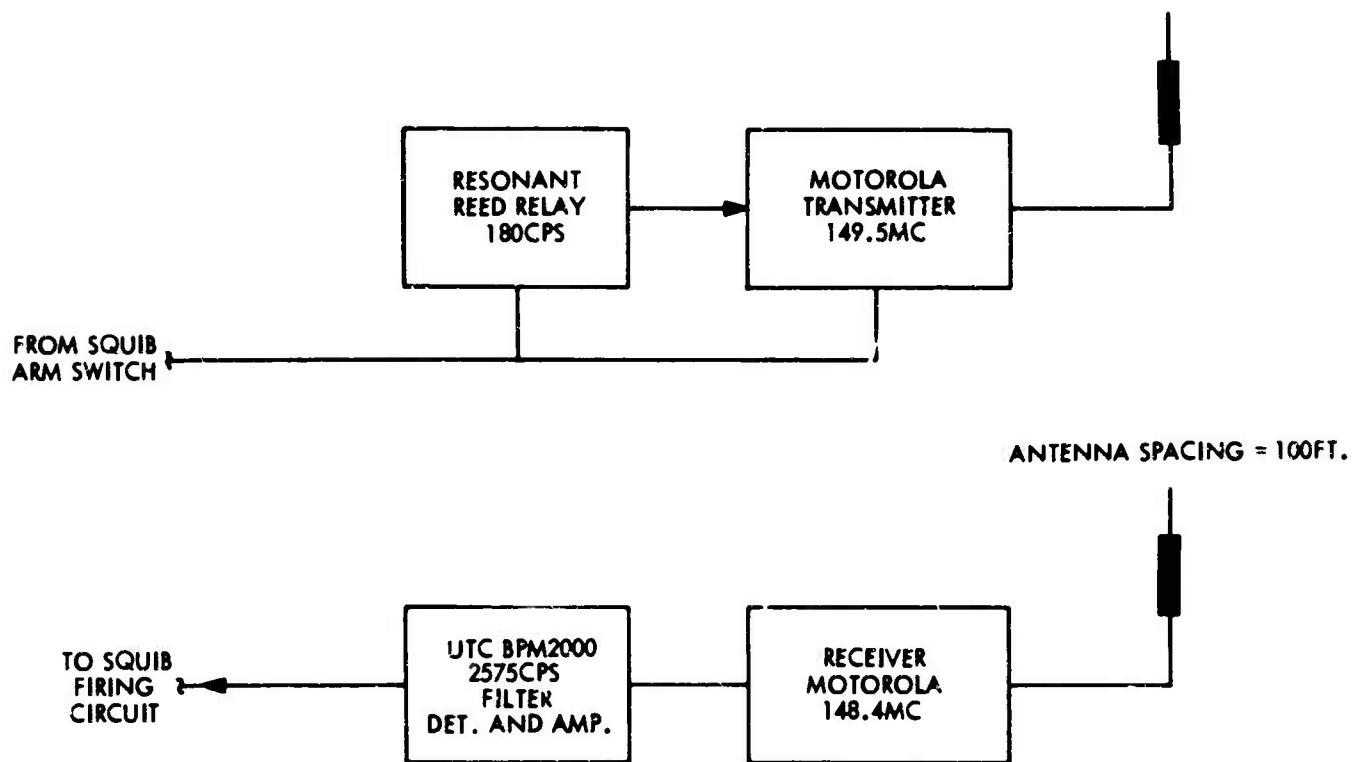 RESONANT
REED RELAY
180CPS
MOTOROLA
TRANSMITTER
149.5MC
FROM SQUIB
ARM SWITCH
ANTENNA SPACING = 100FT.
TO SQUIB
FIRING
CIRCUIT
UTC BPM2000
2575CPS
FILTER
DET. AND AMP.
RECEIVER
MOTOROLA
148.4MC